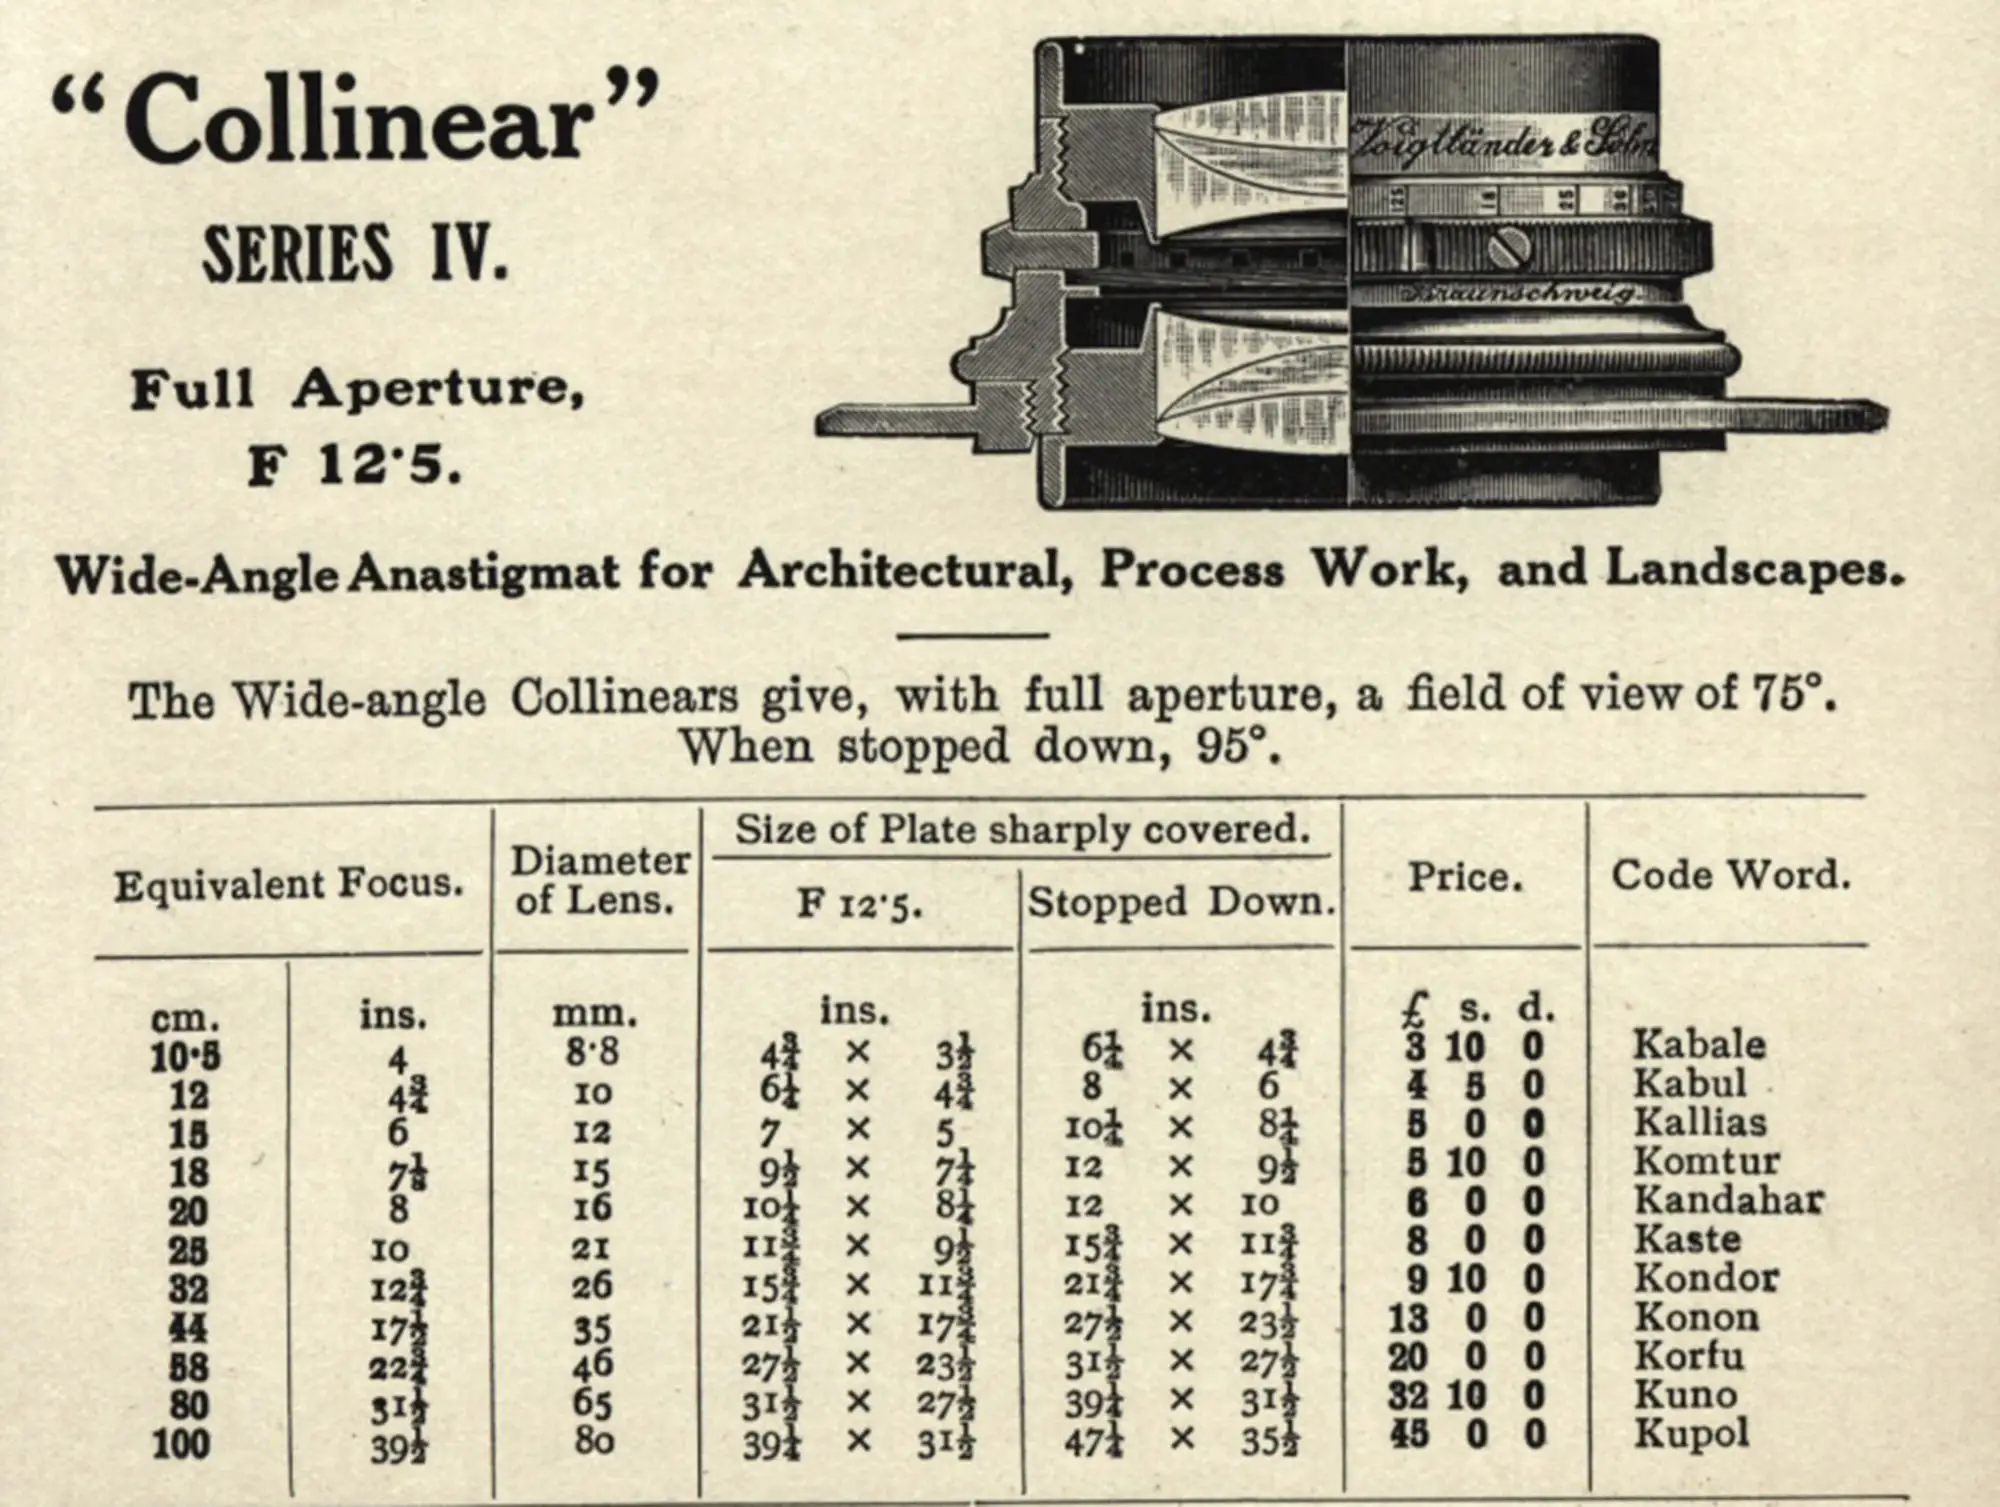 “Collinear”
SERIES IV.
Full Aperture,
F 12·5.
Voigtländer & Sohn
125 18 25 36 50
Braunschweig.
Wide-Angle Anastigmat for Architectural, Process Work, and Landscapes.
The Wide-angle Collinears give, with full aperture, a field of view of 75°.
When stopped down, 95°.
Equivalent Focus. Diameter of Lens. Size of Plate sharply covered. Price. Code Word.
F 12·5. Stopped Down.
cm. ins. mm. ins. ins. £ s. d.
10·5 4 8·8 4¾ × 3½ 6¼ × 4¾ 3 10 0 Kabale
12 4¾ 10 6¼ × 4¾ 8 × 6 4 5 0 Kabul
15 6 12 7 × 5 10¼ × 8¼ 5 0 0 Kallias
18 7⅛ 15 9½ × 7¼ 12 × 9½ 5 10 0 Komtur
20 8 16 10¼ × 8¼ 12 × 10 6 0 0 Kandahar
25 10 21 11¾ × 9½ 15¾ × 11¾ 8 0 0 Kaste
32 12¾ 26 15¾ × 11¾ 21¾ × 17¾ 9 10 0 Kondor
44 17½ 35 21½ × 17¾ 27½ × 23½ 13 0 0 Konon
58 22¾ 46 27½ × 23½ 31½ × 27½ 20 0 0 Korfu
80 31½ 65 31½ × 27½ 39¼ × 31½ 32 10 0 Kuno
100 39½ 80 39¼ × 31½ 47¼ × 35½ 45 0 0 Kupol